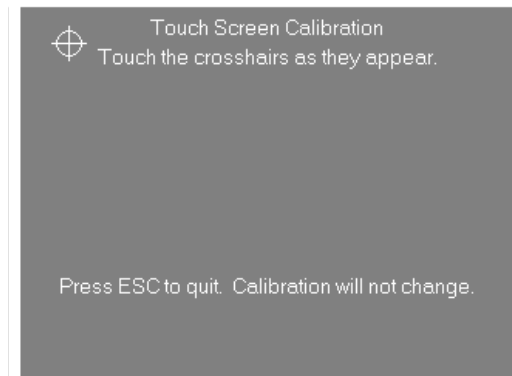 Touch Screen Calibration
Touch the crosshairs as they appear.
Press ESC to quit. Calibration will not change.